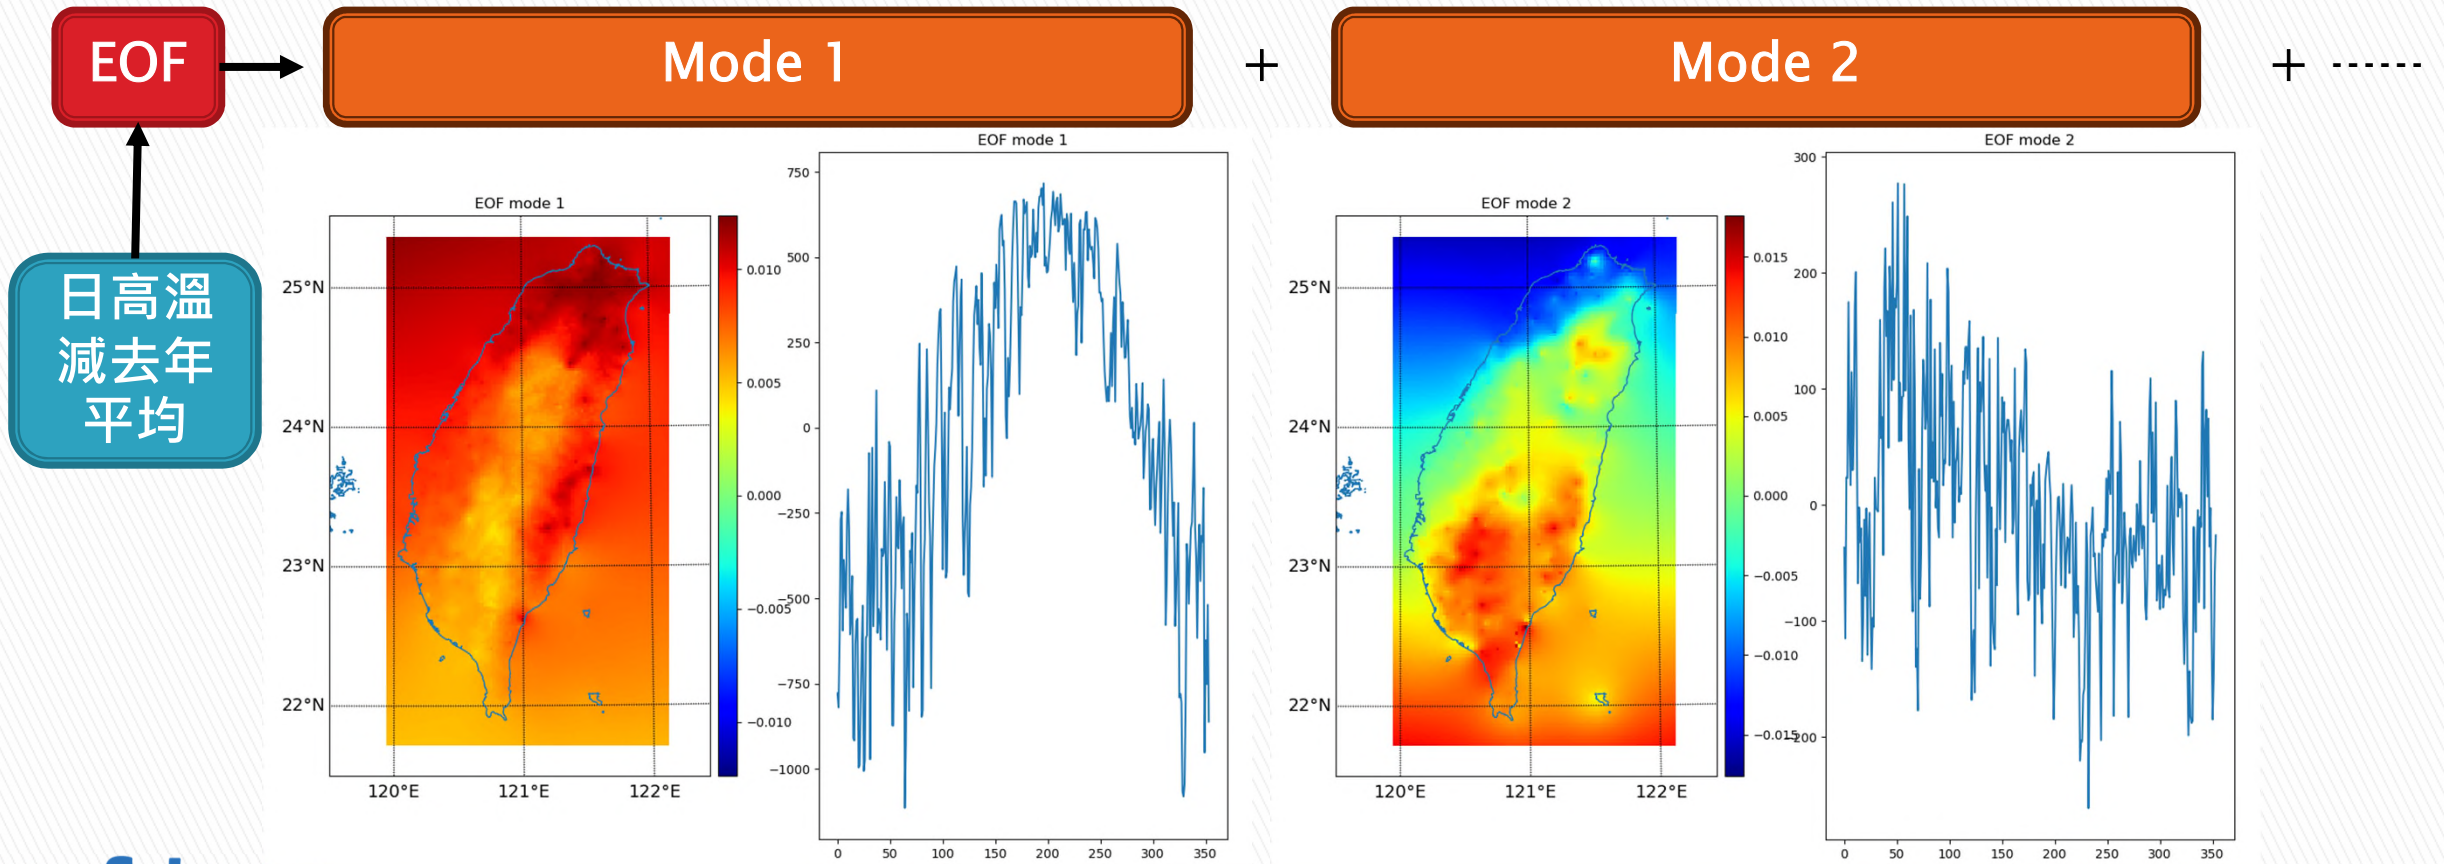 EOF
Mode 1
+
Mode 2
+ ------
日高溫
減去年
平均
EOF mode 1
25°N
24°N
23°N
22°N
120°E
121°E
122°E
0.010
0.005
0.000
−0.005
−0.010
EOF mode 1
750
500
250
0
−250
−500
−750
−1000
0
50
100
150
200
250
300
350
EOF mode 2
25°N
24°N
23°N
22°N
120°E
121°E
122°E
0.015
0.010
0.005
0.000
−0.005
−0.010
−0.015
EOF mode 2
300
200
100
0
−100
−200
0
50
100
150
200
250
300
350